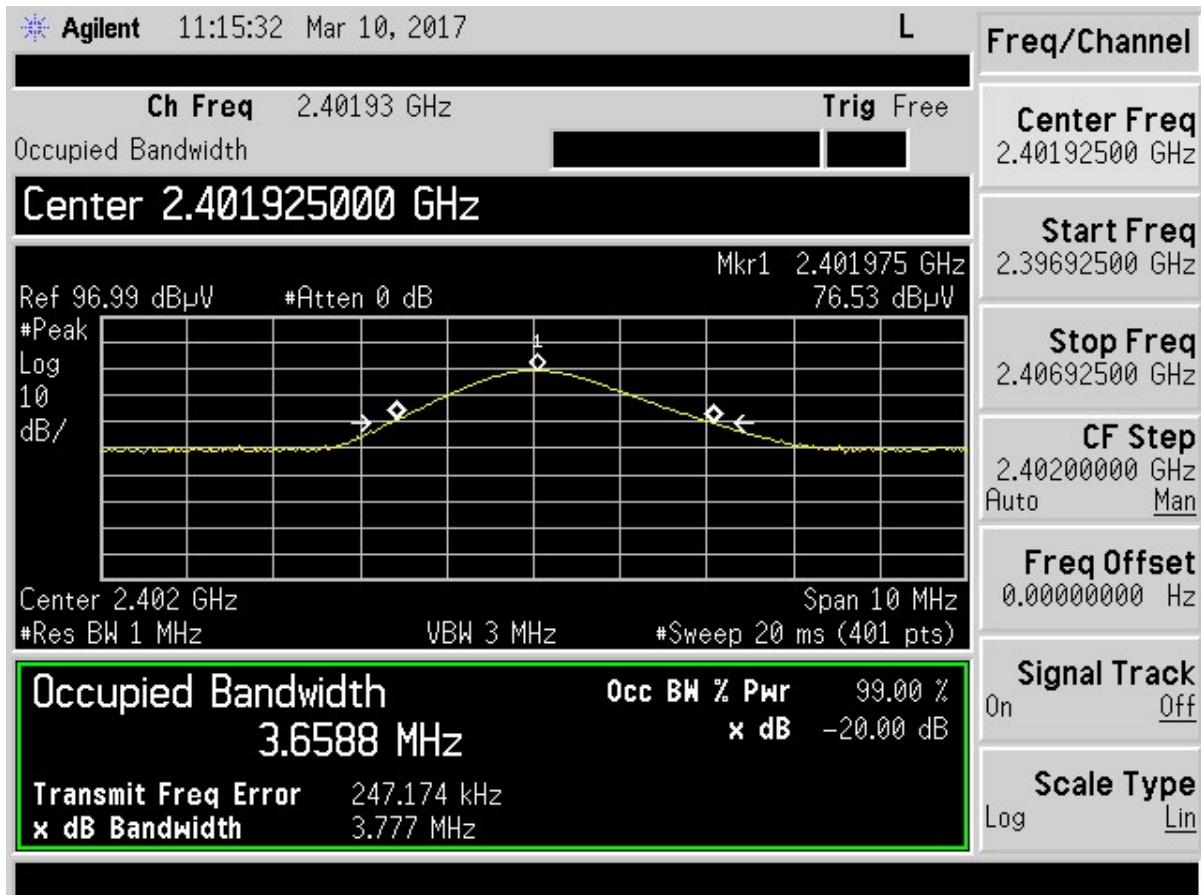 Agilent 11:15:32 Mar 10, 2017 L
Ch Freq 2.40193 GHz Trig Free
Occupied Bandwidth
Center 2.401925000 GHz
Mkr1 2.401975 GHz
Ref 96.99 dBµV #Atten 0 dB 76.53 dBµV
#Peak
Log
10
dB/
1
Center 2.402 GHz Span 10 MHz
#Res BW 1 MHz VBW 3 MHz #Sweep 20 ms (401 pts)
Occupied Bandwidth Occ BW % Pwr 99.00 %
3.6588 MHz x dB -20.00 dB
Transmit Freq Error 247.174 kHz
x dB Bandwidth 3.777 MHz
Freq/Channel
Center Freq
2.40192500 GHz
Start Freq
2.39692500 GHz
Stop Freq
2.40692500 GHz
CF Step
2.40200000 GHz
Auto Man
Freq Offset
0.00000000 Hz
Signal Track
On Off
Scale Type
Log Lin